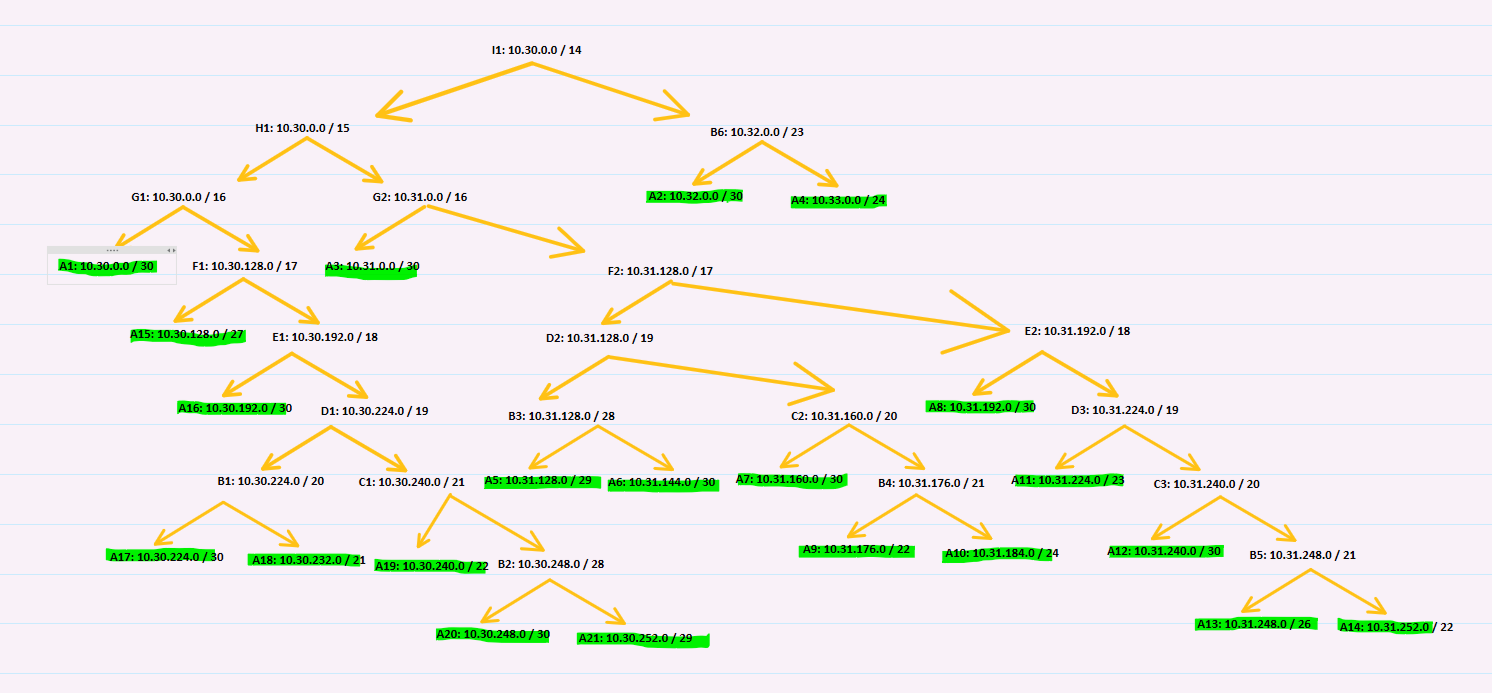 I1: 10.30.0.0 / 14
H1: 10.30.0.0 / 15
B6: 10.32.0.0 / 23
G1: 10.30.0.0 / 16
G2: 10.31.0.0 / 16
A2: 10.32.0.0 / 30
A4: 10.33.0.0 / 24
A1: 10.30.0.0 / 30
F1: 10.30.128.0 / 17
A3: 10.31.0.0 / 30
F2: 10.31.128.0 / 17
A15: 10.30.128.0 / 27
E1: 10.30.192.0 / 18
D2: 10.31.128.0 / 19
E2: 10.31.192.0 / 18
A16: 10.30.192.0 / 30
D1: 10.30.224.0 / 19
B3: 10.31.128.0 / 28
C2: 10.31.160.0 / 20
A8: 10.31.192.0 / 30
D3: 10.31.224.0 / 19
B1: 10.30.224.0 / 20
C1: 10.30.240.0 / 21
A5: 10.31.128.0 / 29
A6: 10.31.144.0 / 30
A7: 10.31.160.0 / 30
B4: 10.31.176.0 / 21
A11: 10.31.224.0 / 23
C3: 10.31.240.0 / 20
A17: 10.30.224.0 / 30
A18: 10.30.232.0 / 21
A19: 10.30.240.0 / 22
B2: 10.30.248.0 / 28
A9: 10.31.176.0 / 22
A10: 10.31.184.0 / 24
A12: 10.31.240.0 / 30
B5: 10.31.248.0 / 21
A20: 10.30.248.0 / 30
A21: 10.30.252.0 / 29
A13: 10.31.248.0 / 26
A14: 10.31.252.0 / 22